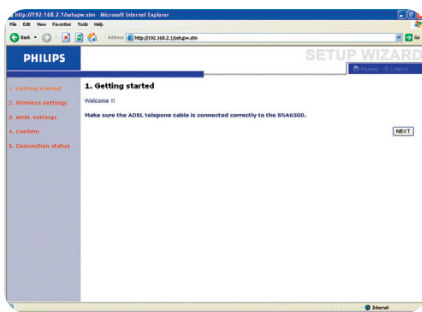 http://192.168.2.1/setupw.stm - Microsoft Internet Explorer
File Edit View Favorites Tools Help
Back
Address http://192.168.2.1/setupw.stm Go
PHILIPS
SETUP WIZARD
Home Logout
1. Getting started
2. Wireless settings
3. ADSL settings
4. Confirm
5. Connection status
1. Getting started
Welcome !!
Make sure the ADSL telepone cable is connected correctly to the SNA6500.
NEXT
Internet